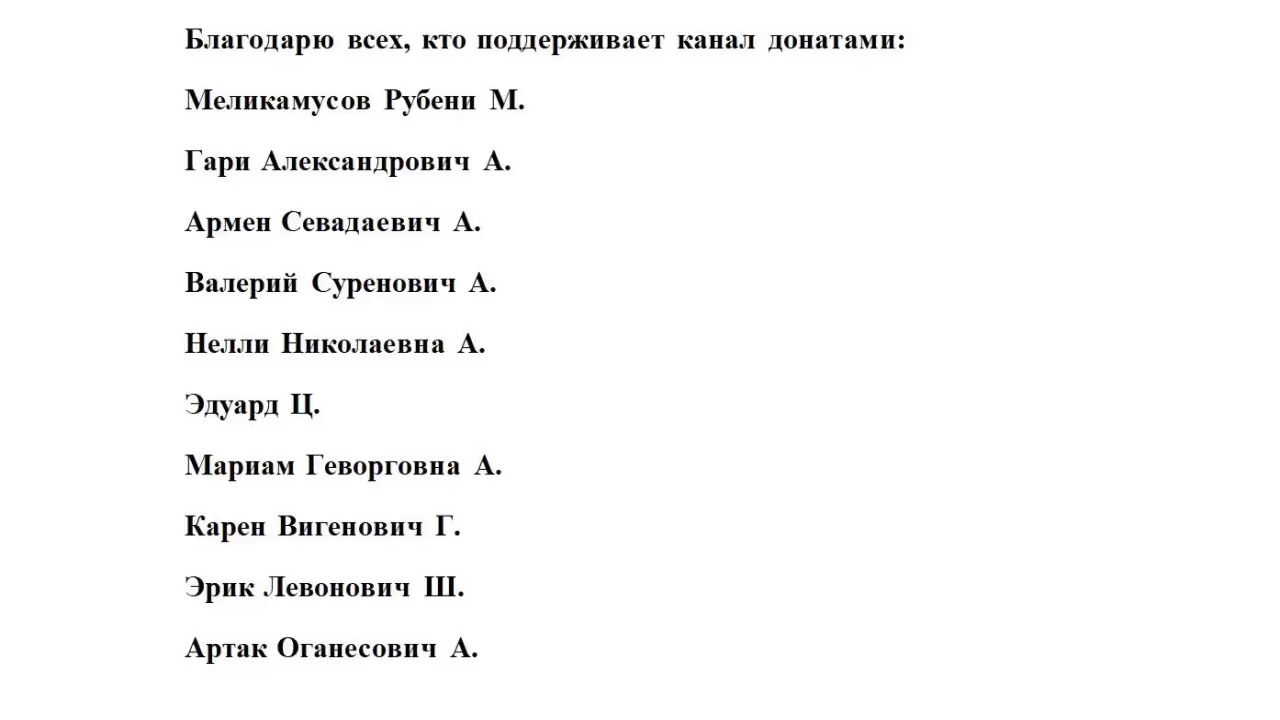 Благодарю всех, кто поддерживает канал донатами:
Меликамусов Рубени М.
Гари Александрович А.
Армен Севадаевич А.
Валерий Суренович А.
Нелли Николаевна А.
Эдуард Ц.
Мариам Геворговна А.
Карен Вигенович Г.
Эрик Левонович Ш.
Артак Оганесович А.